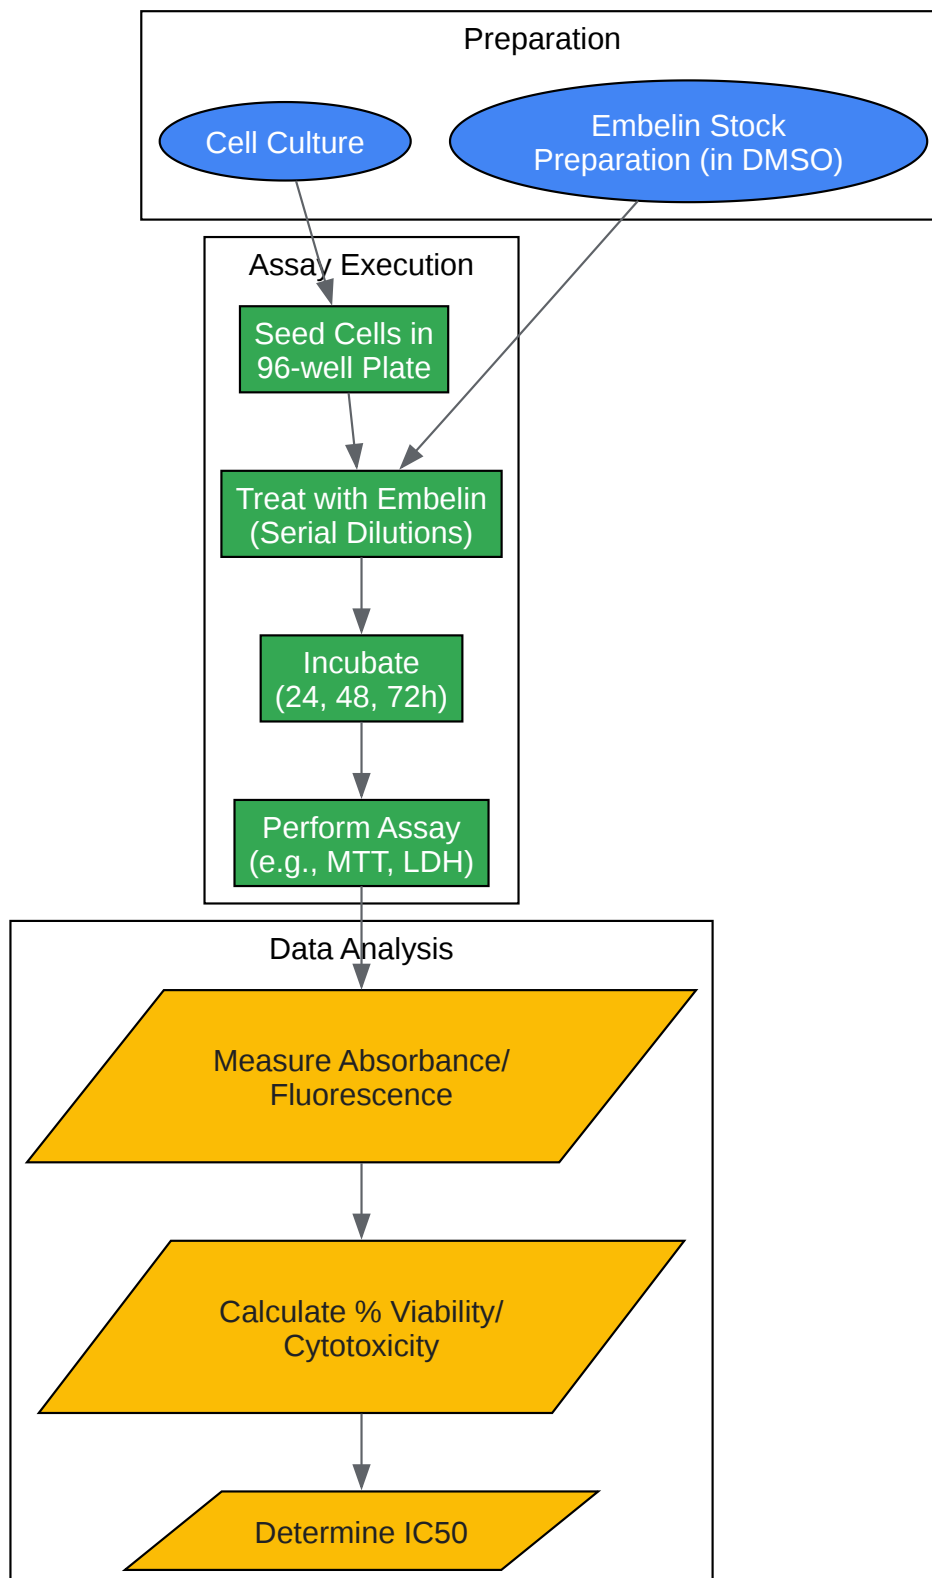 Preparation
Cell Culture
Embelin Stock
Preparation (in DMSO)
Assay Execution
Seed Cells in
96-well Plate
Treat with Embelin
(Serial Dilutions)
Incubate
(24, 48, 72h)
Perform Assay
(e.g., MTT, LDH)
Data Analysis
Measure Absorbance/
Fluorescence
Calculate % Viability/
Cytotoxicity
Determine IC50